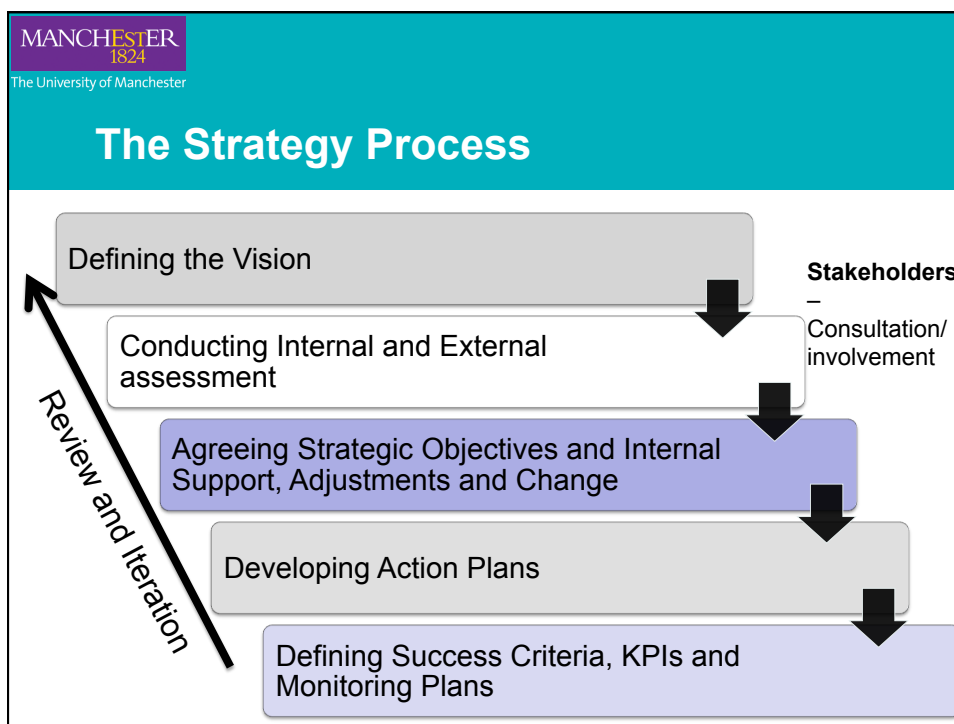 MANCHESTER
1824
The University of Manchester
The Strategy Process
Defining the Vision
Stakeholders
–
Consultation/
involvement
Conducting Internal and External
assessment
Agreeing Strategic Objectives and Internal
Support, Adjustments and Change
Developing Action Plans
Defining Success Criteria, KPIs and
Monitoring Plans
Review and Iteration